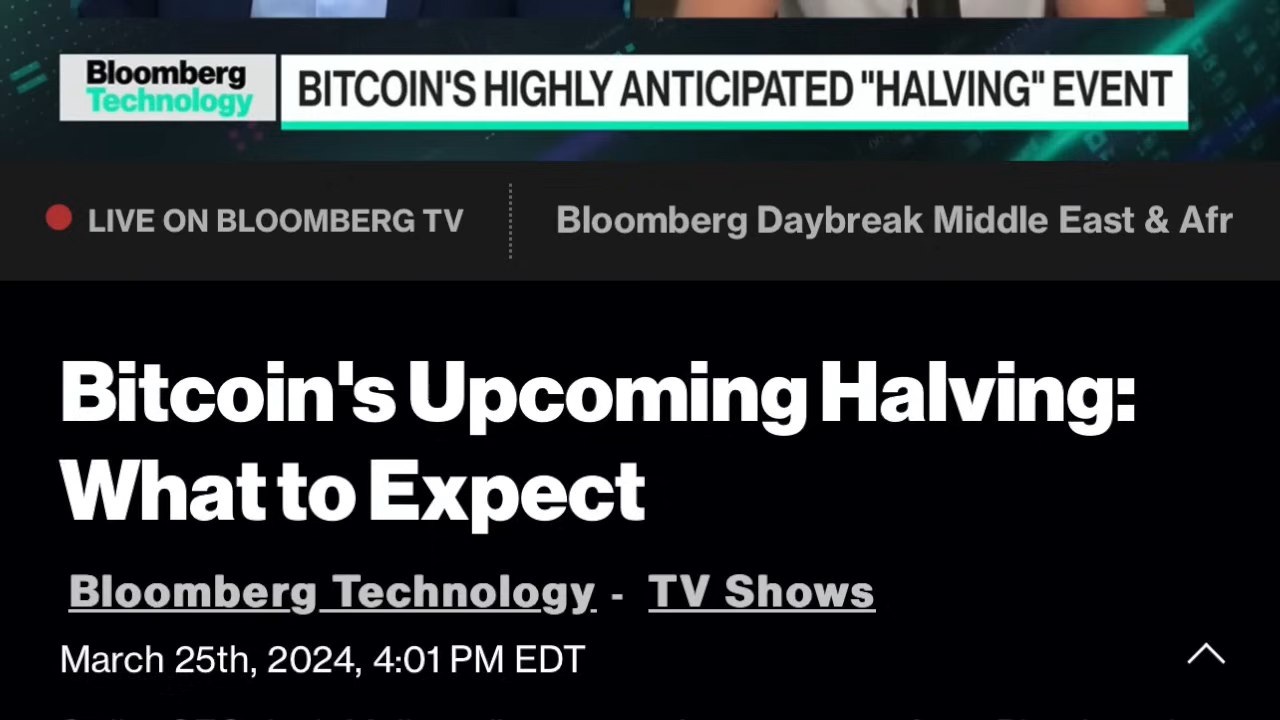 Bloomberg
Technology
BITCOIN'S HIGHLY ANTICIPATED "HALVING" EVENT
LIVE ON BLOOMBERG TV
Bloomberg Daybreak Middle East & Afr
Bitcoin's Upcoming Halving:
What to Expect
Bloomberg Technology - TV Shows
March 25th, 2024, 4:01 PM EDT